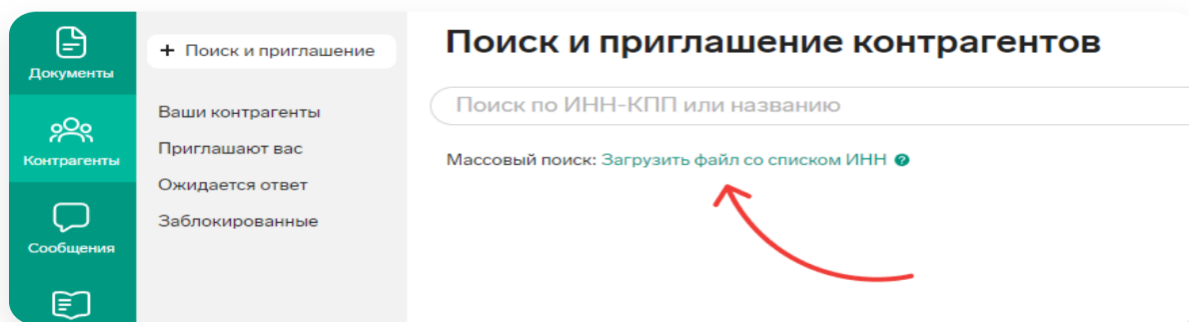 Документы
Контрагенты
Сообщения
+ Поиск и приглашение
Ваши контрагенты
Приглашают вас
Ожидается ответ
Заблокированные
Поиск и приглашение контрагентов
Поиск по ИНН-КПП или названию
Массовый поиск: Загрузить файл со списком ИНН ?